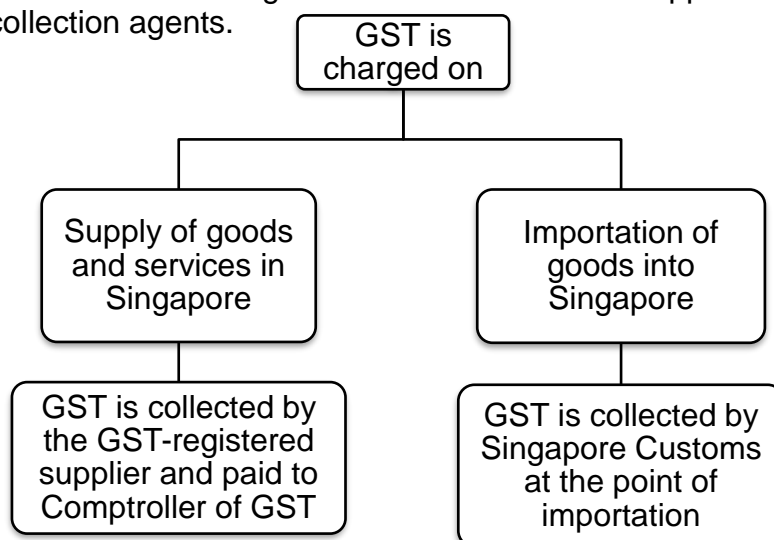 collection agents.
GST is
charged on
Supply of goods
and services in
Singapore
Importation of
goods into
Singapore
GST is collected by
the GST-registered
supplier and paid to
Comptroller of GST
GST is collected by
Singapore Customs
at the point of
importation